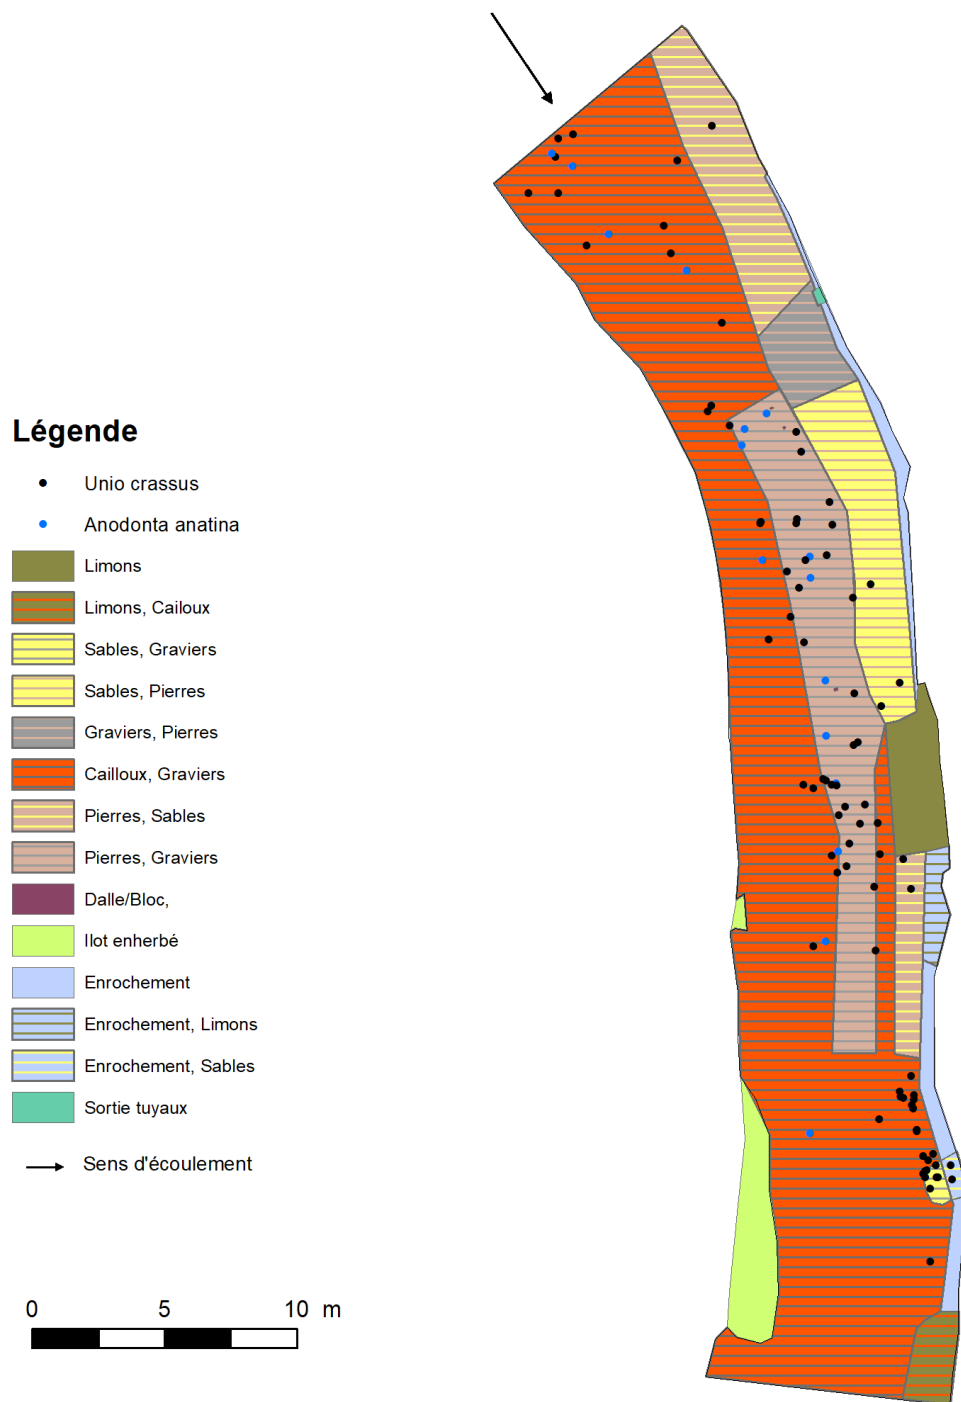 Légende
Unio crassus
Anodonta anatina
Limons
Limons, Cailoux
Sables, Graviers
Sables, Pierres
Graviers, Pierres
Cailloux, Graviers
Pierres, Sables
Pierres, Graviers
Dalle/Bloc,
Ilot enherbé
Enrochement
Enrochement, Limons
Enrochement, Sables
Sortie tuyaux
Sens d'écoulement
0 5 10 m